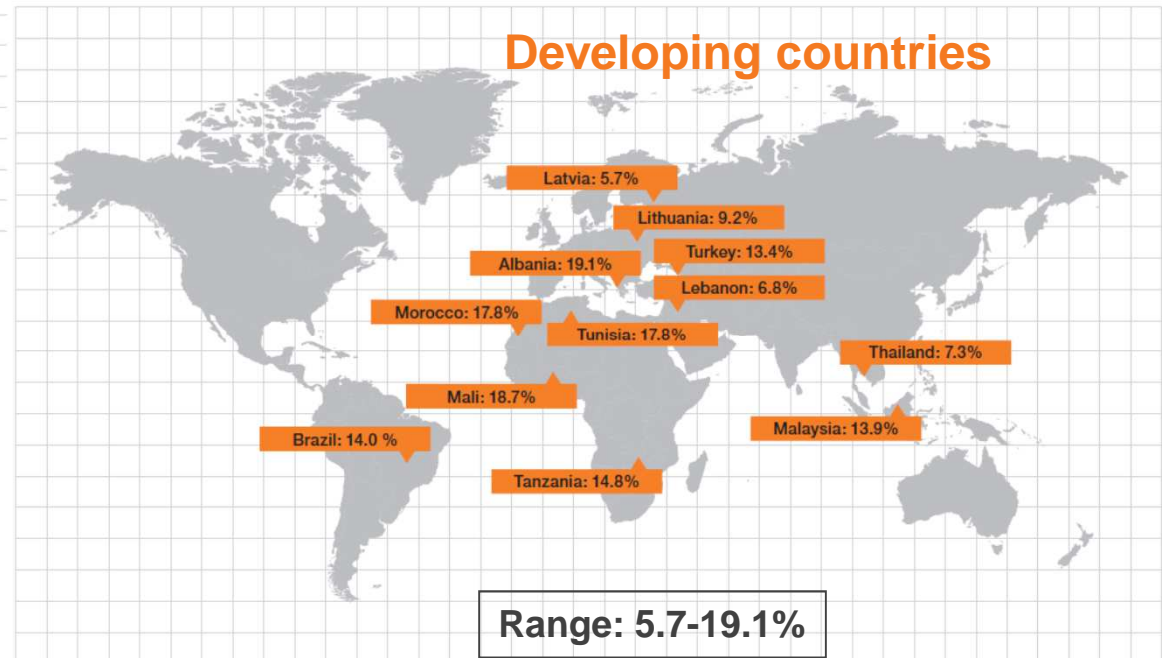 Developing countries
Latvia: 5.7%
Lithuania: 9.2%
Turkey: 13.4%
Albania: 19.1%
Lebanon: 6.8%
Morocco: 17.8%
Tunisia: 17.8%
Thailand: 7.3%
Mali: 18.7%
Malaysia: 13.9%
Brazil: 14.0 %
Tanzania: 14.8%
Range: 5.7-19.1%